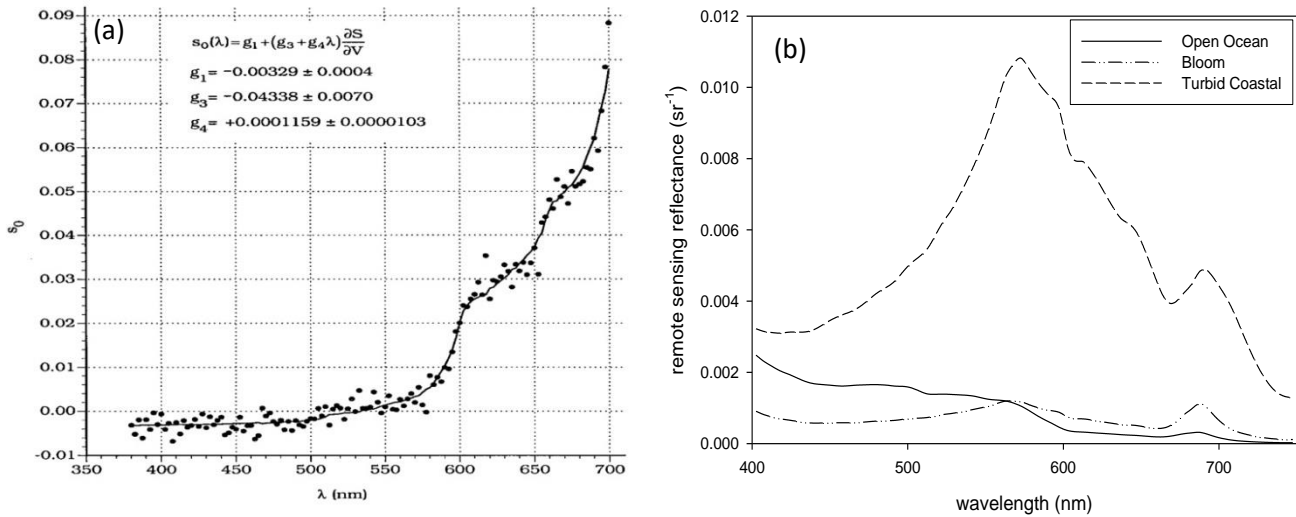 (a)
s₀(λ)=g₁+(g₃+g₄λ)∂S/∂V
g₁= −0.00329 ± 0.0004
g₃= −0.04338 ± 0.0070
g₄= +0.0001159 ± 0.0000103
0.09
0.08
0.07
0.06
0.05
0.04
0.03
0.02
0.01
0.00
-0.01
s₀
350 400 450 500 550 600 650 700
λ (nm)
(b)
Open Ocean
Bloom
Turbid Coastal
0.012
0.010
0.008
0.006
0.004
0.002
0.000
remote sensing reflectance (sr⁻¹)
400 500 600 700
wavelength (nm)